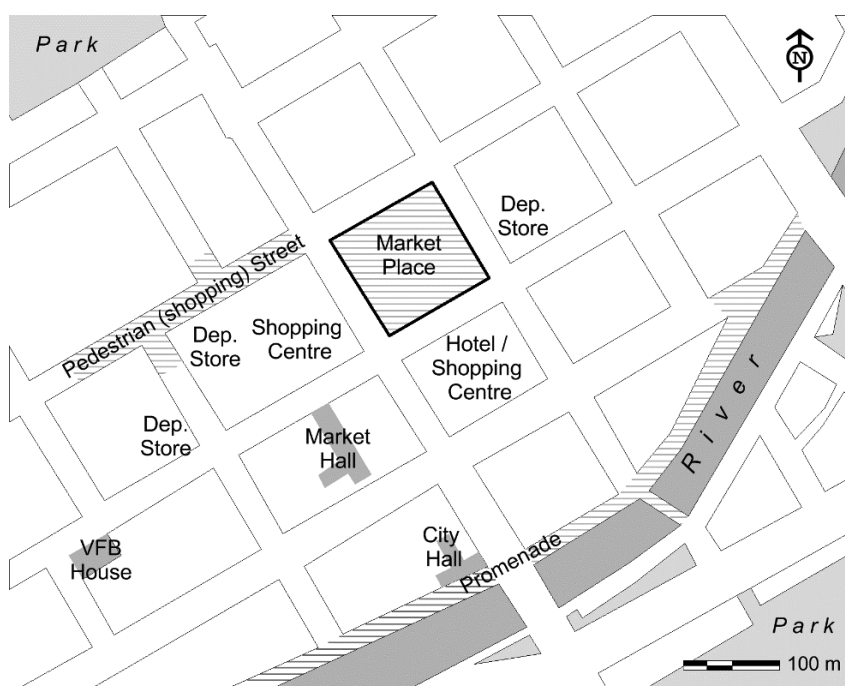 Park
N
Dep.
Store
Market
Place
Pedestrian (shopping) Street
Dep.
Store
Shopping
Centre
Hotel /
Shopping
Centre
River
Dep.
Store
Market
Hall
VFB
House
City
Hall
Promenade
Park
100 m